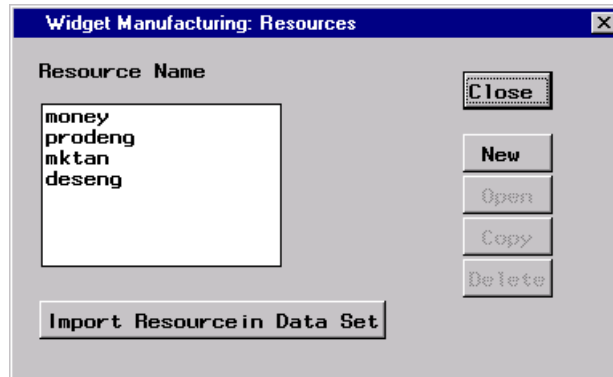 Widget Manufacturing: Resources
Resource Name
money
prodeng
mktan
deseng
Close
New
Open
Copy
Delete
Import Resourcein Data Set